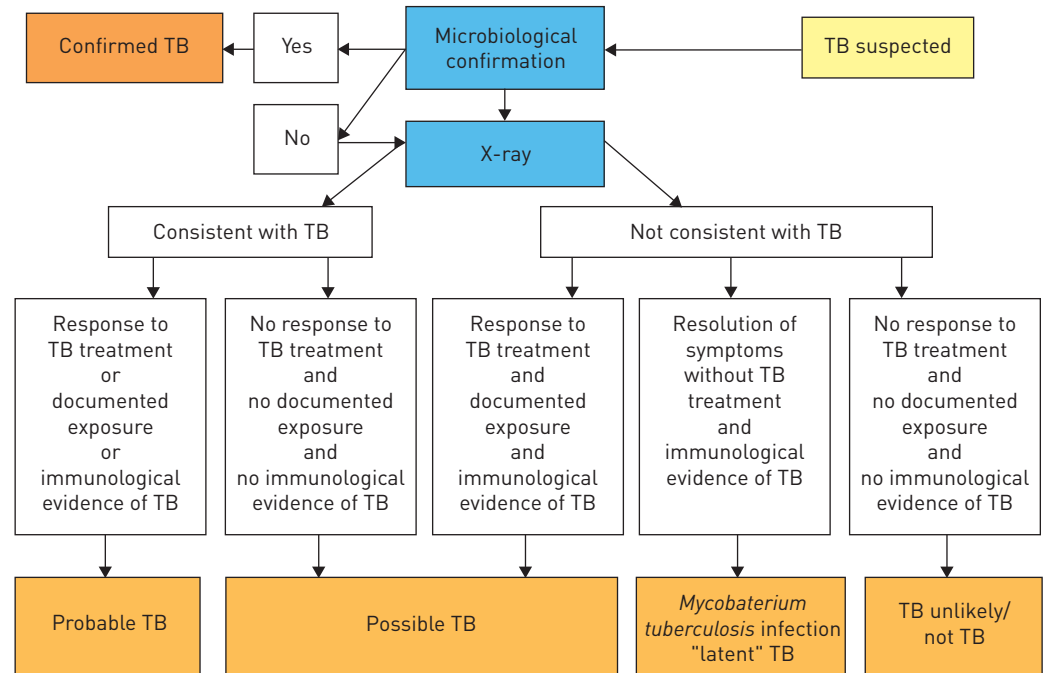 Confirmed TB
Yes
Microbiological
confirmation
TB suspected
No
X-ray
Consistent with TB
Not consistent with TB
Response to
TB treatment
or
documented
exposure
or
immunological
evidence of TB
No response to
TB treatment
and
no documented
exposure
and
no immunological
evidence of TB
Response to
TB treatment
and
documented
exposure
and
immunological
evidence of TB
Resolution of
symptoms
without TB
treatment
and
immunological
evidence of TB
No response to
TB treatment
and
no documented
exposure
and
no immunological
evidence of TB
Probable TB
Possible TB
Mycobaterium
tuberculosis infection
"latent" TB
TB unlikely/
not TB